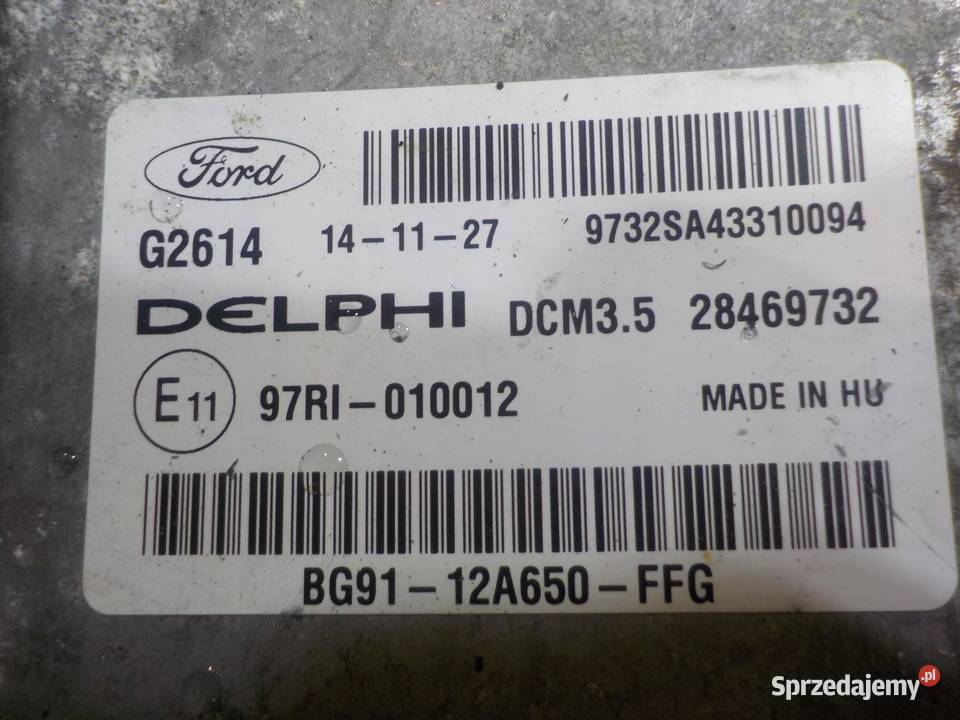 Ford
G2614 14-11-27 9732SA43310094
DELPHI DCM3.5 28469732
E11 97RI-010012 MADE IN HU
BG91-12A650-FFG
Sprzedajemy.pl